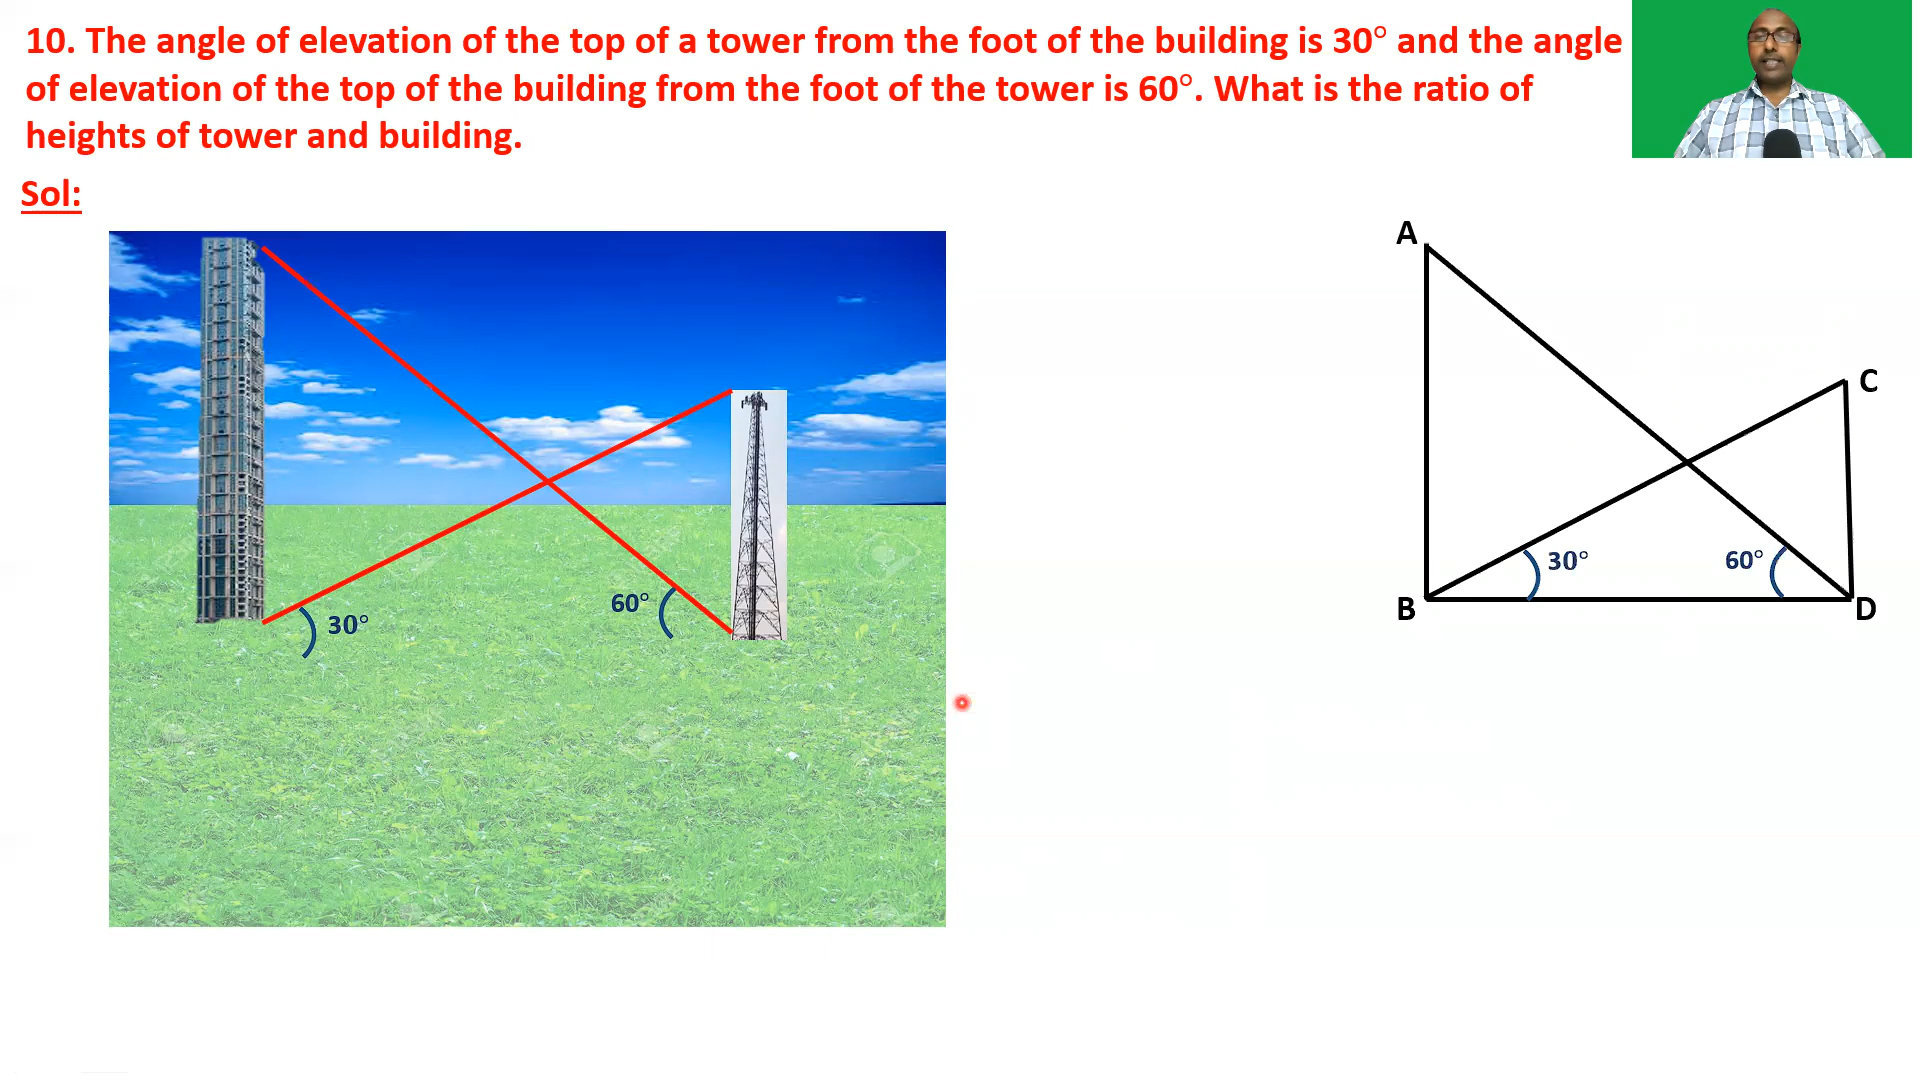 10. The angle of elevation of the top of a tower from the foot of the building is 30° and the angle
of elevation of the top of the building from the foot of the tower is 60°. What is the ratio of
heights of tower and building.
Sol:
A
C
30°
60°
B
D
60°
30°